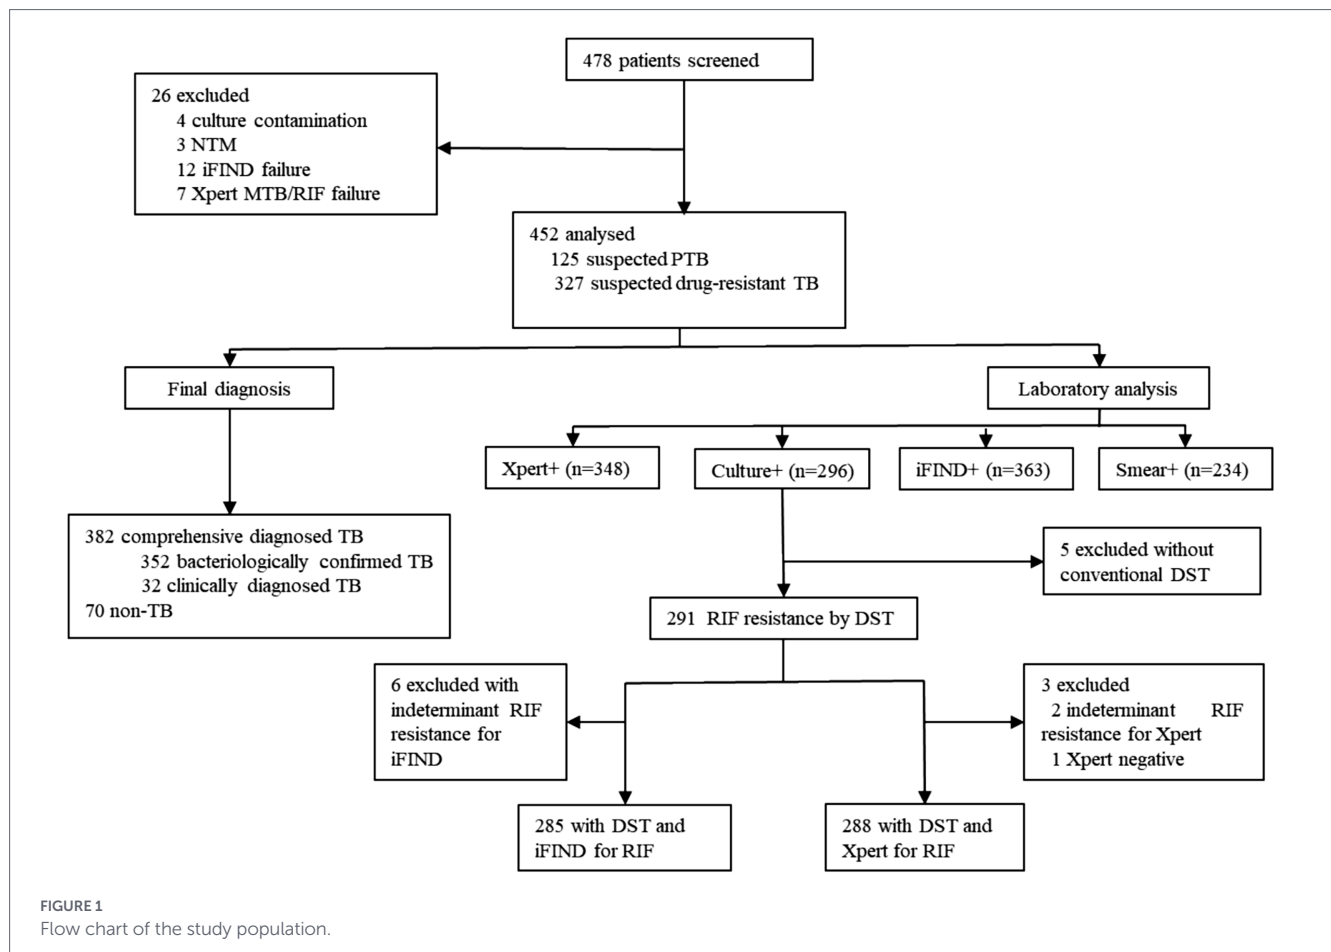 478 patients screened
26 excluded
4 culture contamination
3 NTM
12 iFIND failure
7 Xpert MTB/RIF failure
452 analysed
125 suspected PTB
327 suspected drug-resistant TB
Final diagnosis
Laboratory analysis
Xpert+ (n=348)
Culture+ (n=296)
iFIND+ (n=363)
Smear+ (n=234)
382 comprehensive diagnosed TB
352 bacteriologically confirmed TB
32 clinically diagnosed TB
70 non-TB
5 excluded without
conventional DST
291 RIF resistance by DST
6 excluded with
indeterminant RIF
resistance for
iFIND
3 excluded
2 indeterminant RIF
resistance for Xpert
1 Xpert negative
285 with DST and
iFIND for RIF
288 with DST and
Xpert for RIF
FIGURE 1
Flow chart of the study population.